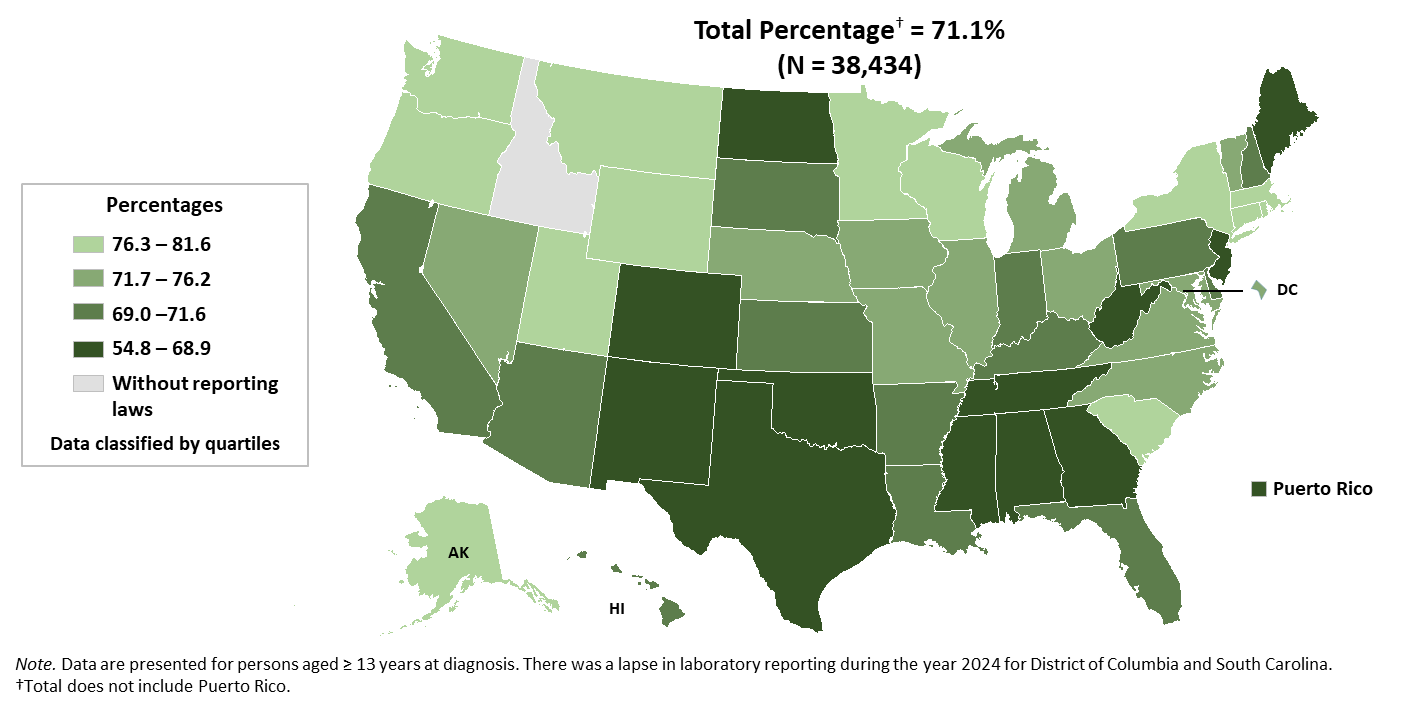 Total Percentage† = 71.1%
(N = 38,434)
Percentages
76.3 – 81.6
71.7 – 76.2
69.0 –71.6
54.8 – 68.9
Without reporting
laws
Data classified by quartiles
DC
Puerto Rico
AK
HI
Note. Data are presented for persons aged ≥ 13 years at diagnosis. There was a lapse in laboratory reporting during the year 2024 for District of Columbia and South Carolina.
†Total does not include Puerto Rico.